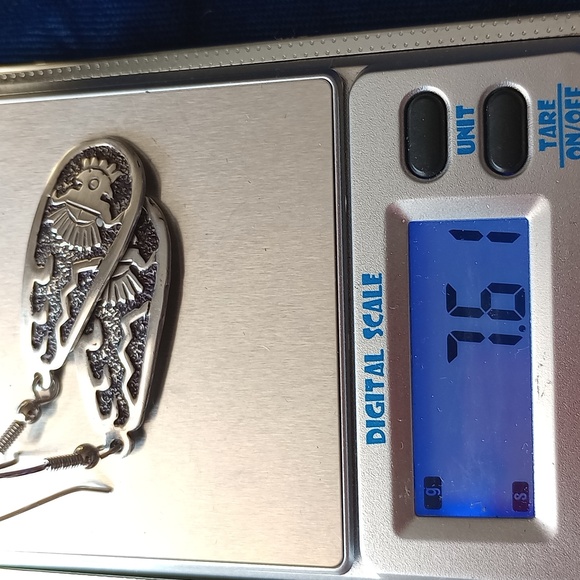 DIGITAL SCALE
g
7.61
s
UNIT
TARE
ON/OFF